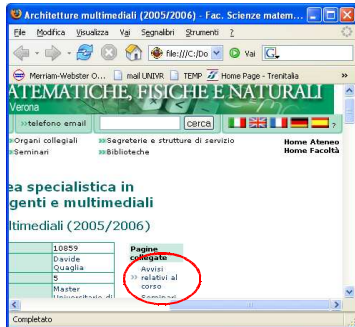 Architetture multimediali (2005/2006) - Fac. Scienze matem...
File Modifica Visualizza Vai Segnalibri Strumenti ?
file:///C:/Do Vai G,
Merriam-Webster O... mail UNIVR TEMP Home Page - Trenitalia »
ATEMATICHE, FISICHE E NATURALI
Verona
»telefono email cerca ?
»Organi collegiali »Segreterie e strutture di servizio Home Ateneo
»Seminari »Biblioteche Home Facoltà
ea specialistica in
genti e multimediali
ltimediali (2005/2006)
10859 Pagine
Davide collegate
Quaglia Avvisi
5 » relativi al
Master corso
Universitario di Seminari
Completato